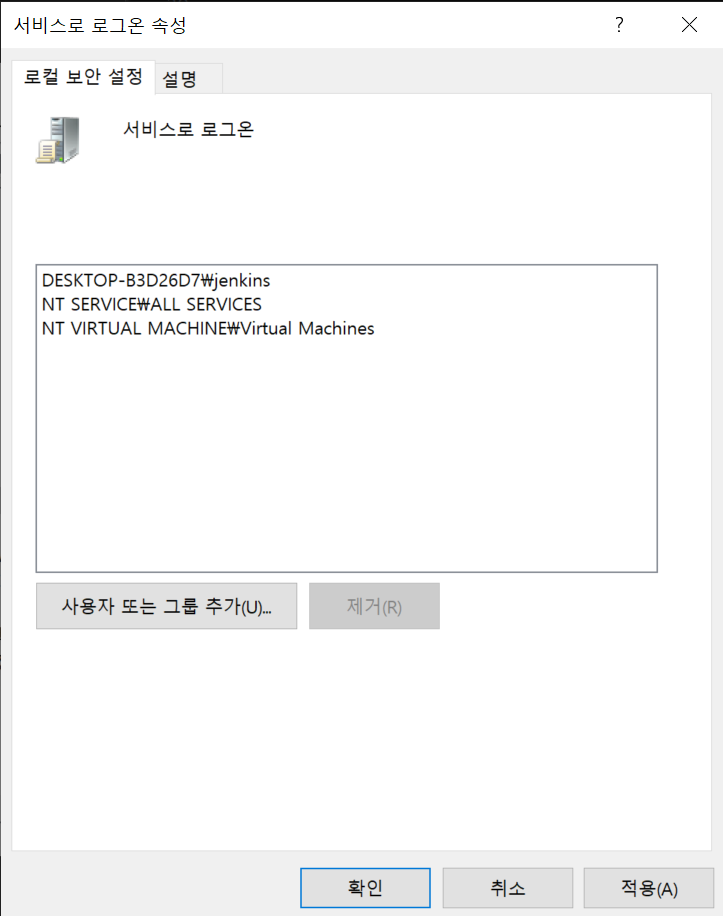 서비스로 로그온 속성
로컬 보안 설정 설명
서비스로 로그온
DESKTOP-B3D26D7₩jenkins
NT SERVICE₩ALL SERVICES
NT VIRTUAL MACHINE₩Virtual Machines
사용자 또는 그룹 추가(U)... 제거(R)
확인 취소 적용(A)